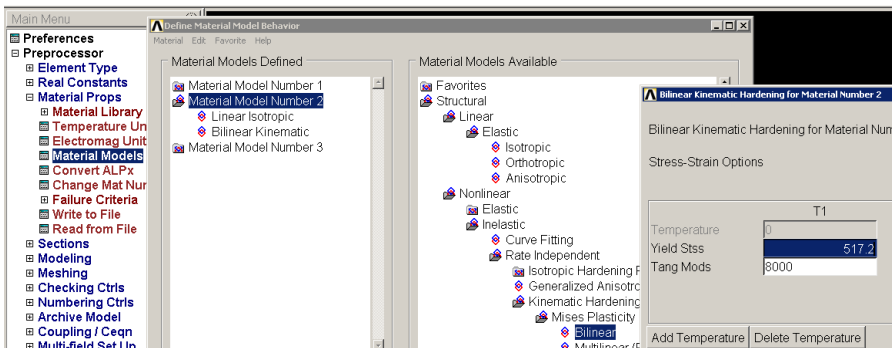 Main Menu
Preferences
Preprocessor
Element Type
Real Constants
Material Props
Material Library
Temperature Un
Electromag Unit
Material Models
Convert ALPx
Change Mat Nur
Failure Criteria
Write to File
Read from File
Sections
Modeling
Meshing
Checking Ctrls
Numbering Ctrls
Archive Model
Coupling / Ceqn
Multi-field Set Up
Define Material Model Behavior
Material Edit Favorite Help
Material Models Defined
Material Model Number 1
Material Model Number 2
Linear Isotropic
Bilinear Kinematic
Material Model Number 3
Material Models Available
Favorites
Structural
Linear
Elastic
Isotropic
Orthotropic
Anisotropic
Nonlinear
Elastic
Inelastic
Curve Fitting
Rate Independent
Isotropic Hardening F
Generalized Anisotrc
Kinematic Hardening
Mises Plasticity
Bilinear
Multilinear (F
Bilinear Kinematic Hardening for Material Number 2
Bilinear Kinematic Hardening for Material Num
Stress-Strain Options
T1
Temperature 0
Yield Stss 517.2
Tang Mods 8000
Add Temperature Delete Temperature